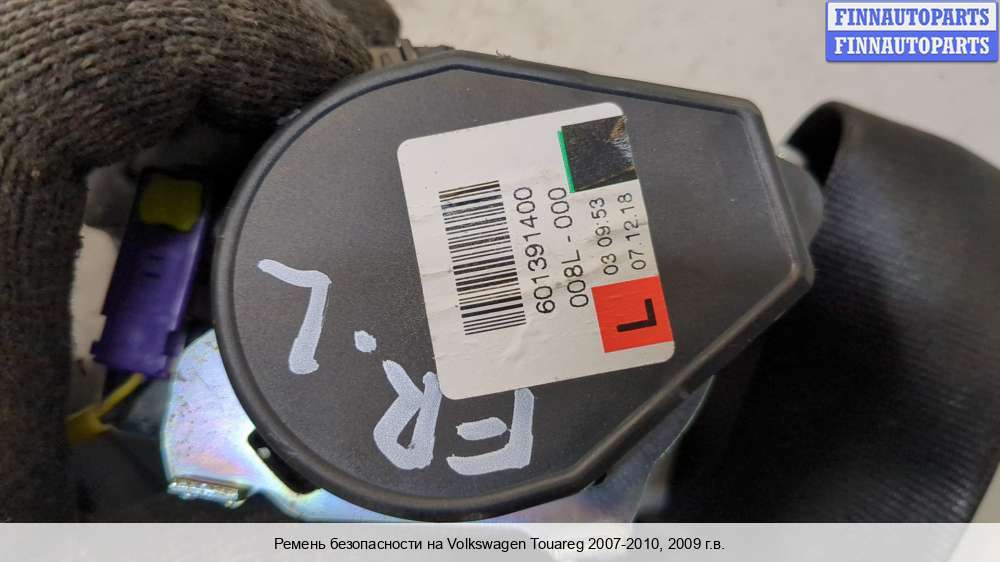 FINNAUTOPARTS
FINNAUTOPARTS
601391400
008L - 000
03 09:53
07.12.18
L
FR.L
Ремень безопасности на Volkswagen Touareg 2007-2010, 2009 г.в.